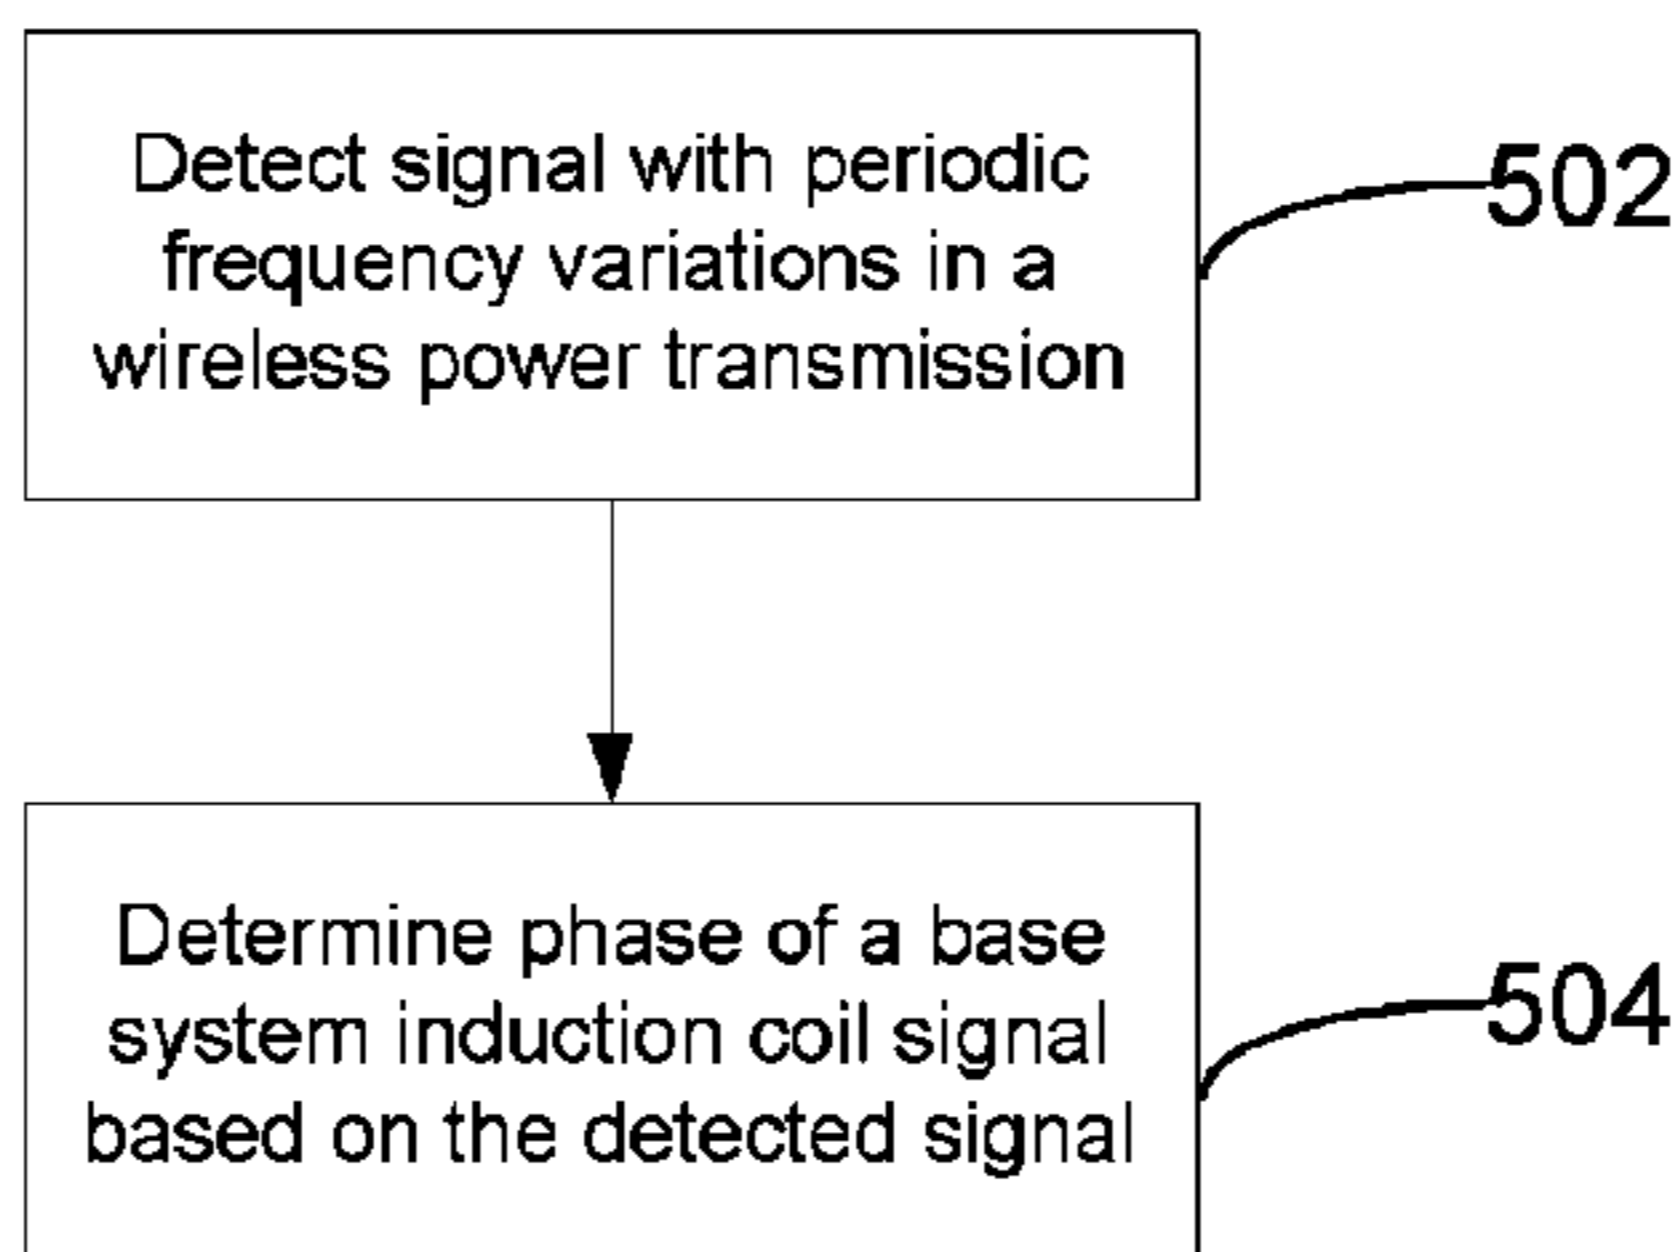 Detect signal with periodic
frequency variations in a
wireless power transmission
502
Determine phase of a base
system induction coil signal
based on the detected signal
504